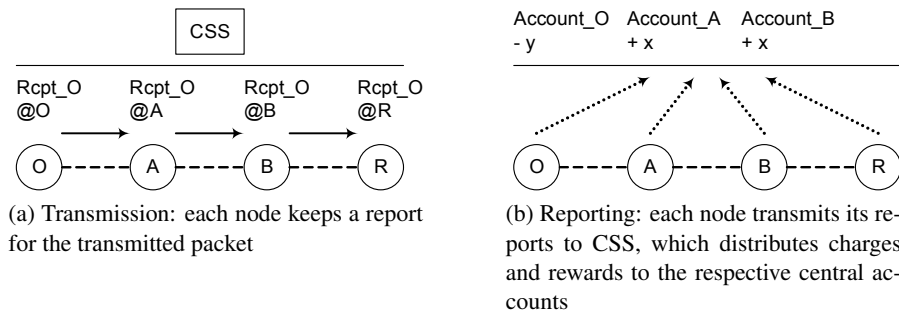 CSS
Rcpt_O Rcpt_O Rcpt_O Rcpt_O
@O @A @B @R
O A B R
(a) Transmission: each node keeps a report
for the transmitted packet
Account_O Account_A Account_B
- y + x + x
O A B R
(b) Reporting: each node transmits its re-
ports to CSS, which distributes charges
and rewards to the respective central ac-
counts